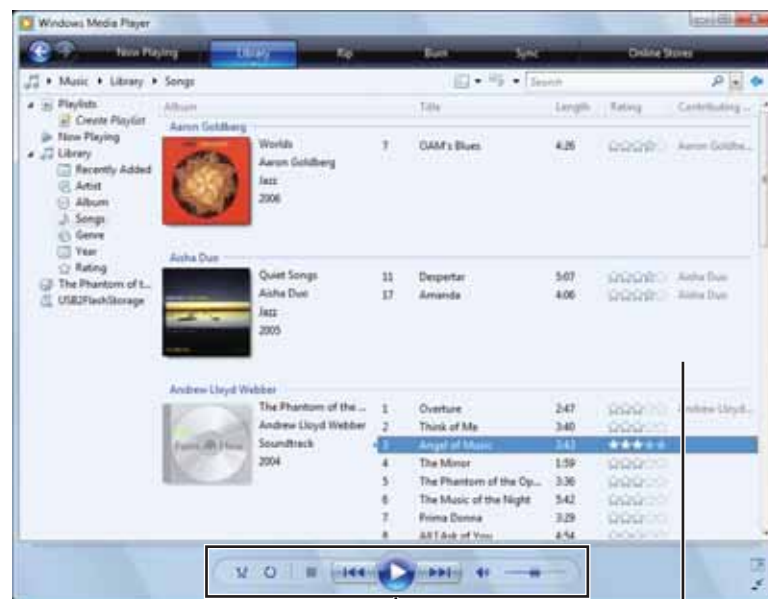 Windows Media Player
Now Playing Library Rip Burn Sync Online Stores
Music Library Songs Search
Playlists
Create Playlist
Now Playing
Library
Recently Added
Artist
Album
Songs
Genre
Year
Rating
The Phantom of t...
USB2FlashStorage
Album Title Length Rating Contributing ...
Aaron Goldberg
Worlds 7 OAM's Blues 4:26 Aaron Goldbe...
Aaron Goldberg
Jazz
2006
Aisha Duo
Quiet Songs 11 Despertar 5:07 Aisha Duo
Aisha Duo 17 Amanda 4:06 Aisha Duo
Jazz
2005
Andrew Lloyd Webber
The Phantom of the ... 1 Overture 2:47 Andrew Lloyd...
Andrew Lloyd Webber 2 Think of Me 3:40
Soundtrack 3 Angel of Music 2:43
2004 4 The Mirror 1:59
5 The Phantom of the Op... 3:36
6 The Music of the Night 5:42
7 Prima Donna 3:29
8 All I Ask of You 4:54